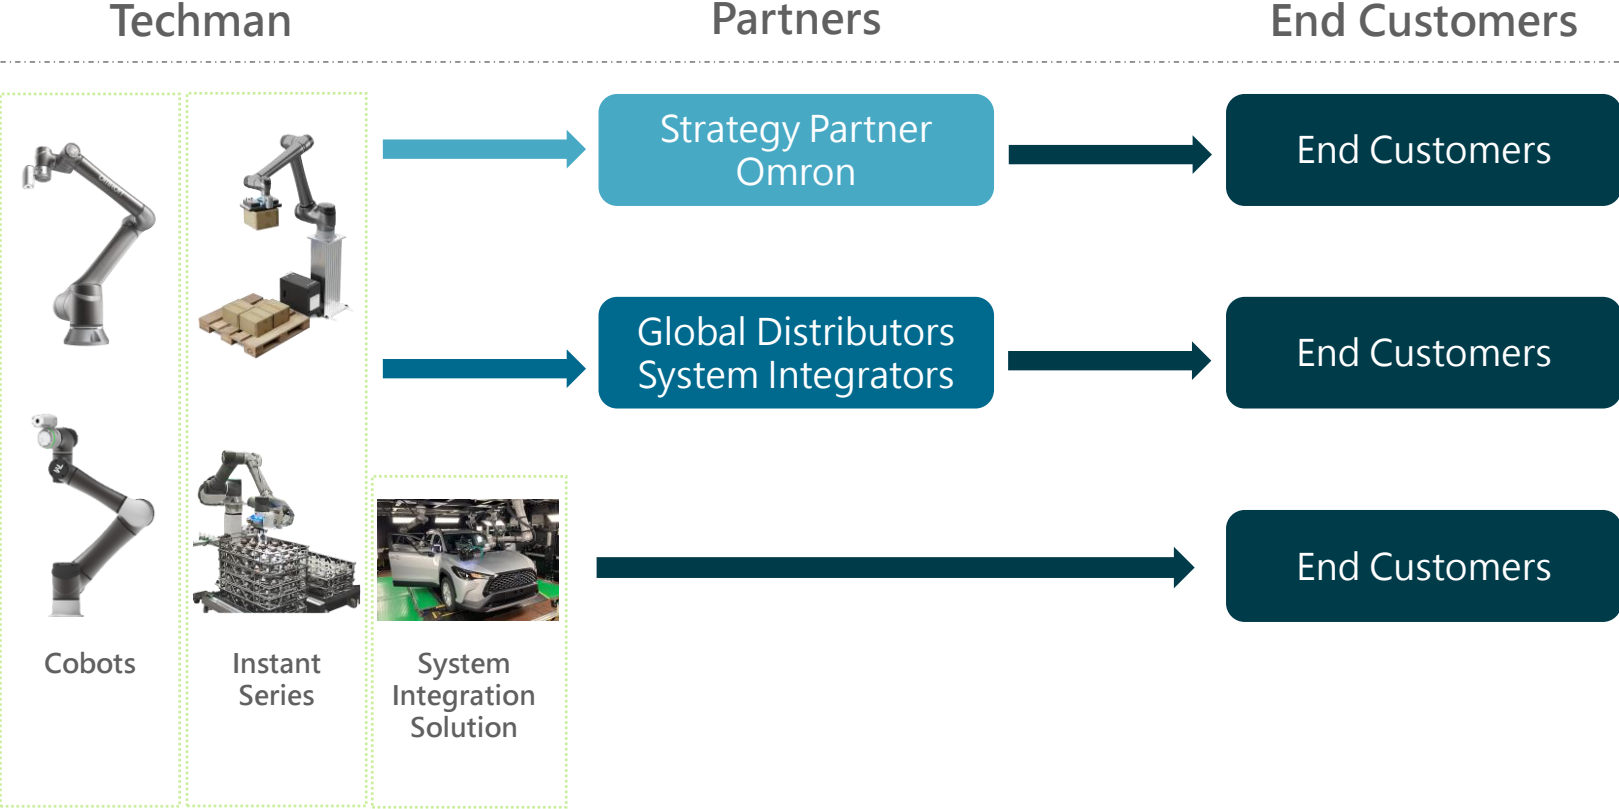 Techman
Partners
End Customers
Strategy Partner
Omron
End Customers
Global Distributors
System Integrators
End Customers
End Customers
Cobots
Instant
Series
System
Integration
Solution